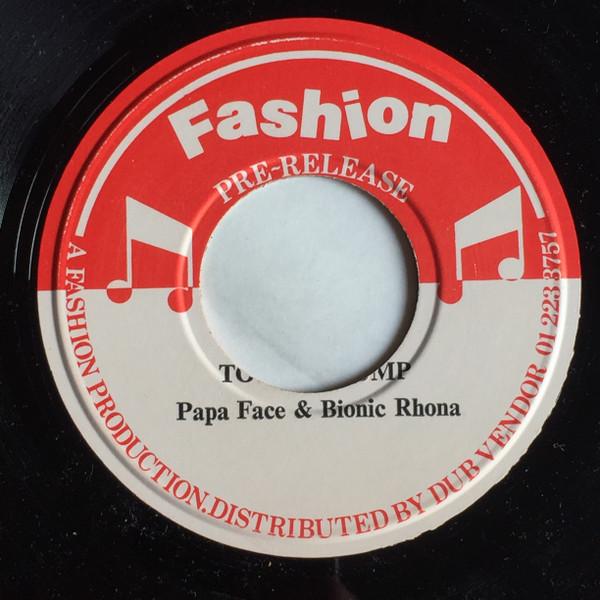 Fashion
PRE-RELEASE
Papa Face & Bionic Rhona
A FASHION PRODUCTION. DISTRIBUTED BY DUB VENDOR 01 223 3757